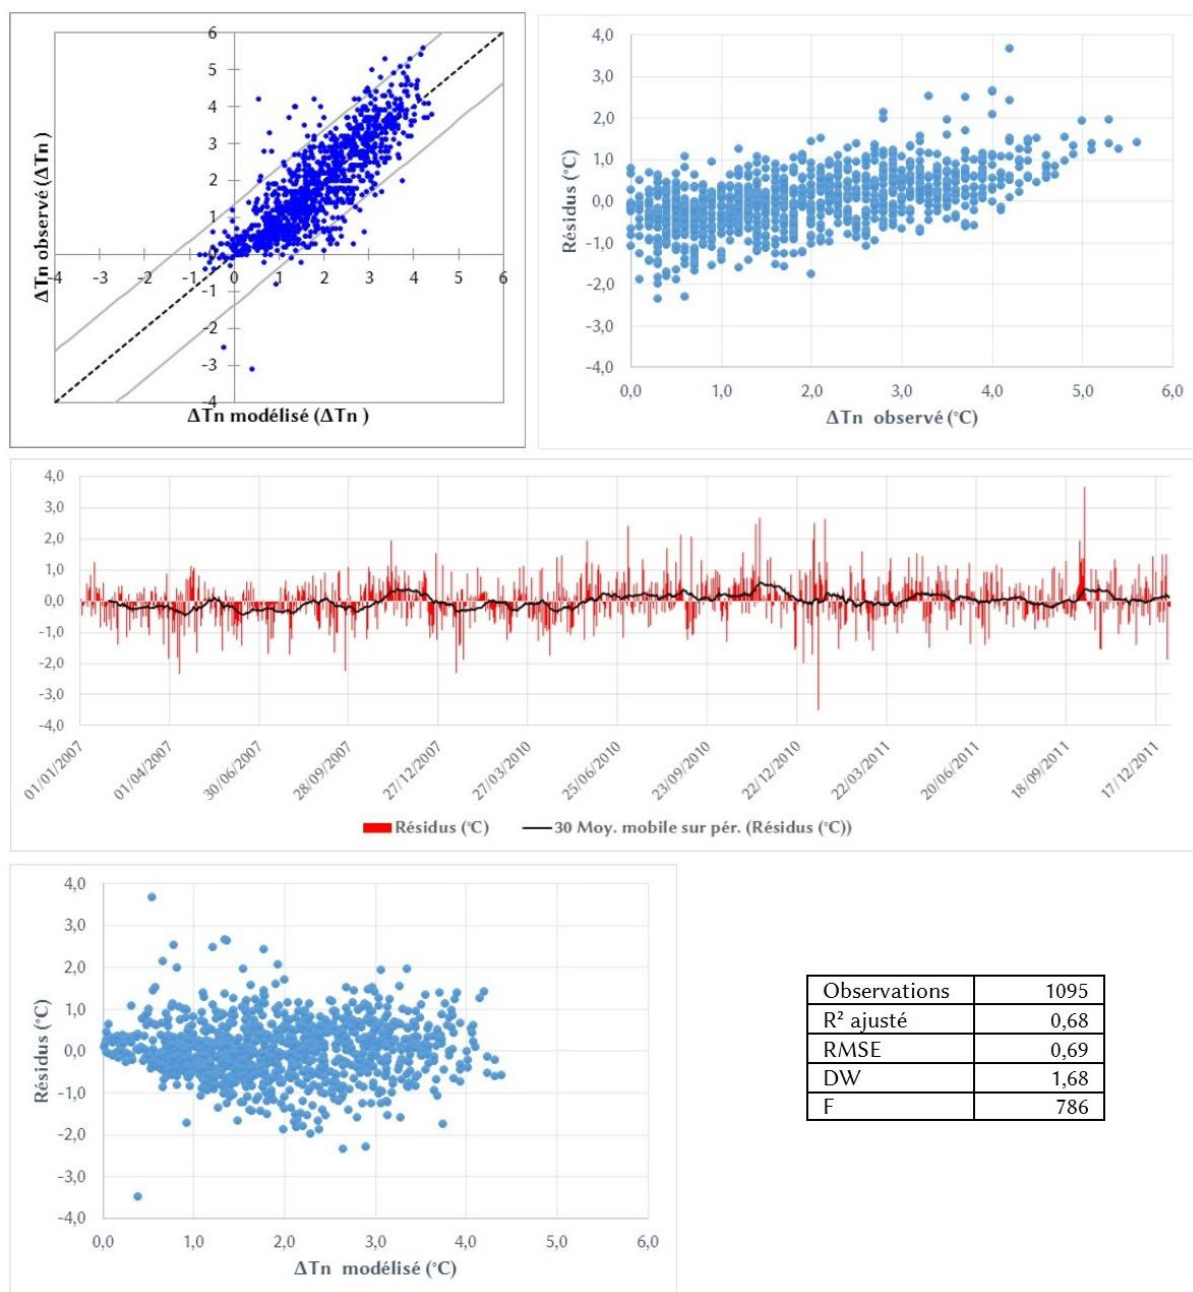 6
5
4
3
2
1
-4 -3 -2 -1 0 1 2 3 4 5 6
-1
-2
-3
-4
ΔTn observé (ΔTn )
ΔTn modélisé (ΔTn )
4,0
3,0
2,0
1,0
0,0
-1,0
-2,0
-3,0
-4,0
0,0 1,0 2,0 3,0 4,0 5,0 6,0
Résidus (°C)
ΔTn observé (°C)
4,0
3,0
2,0
1,0
0,0
-1,0
-2,0
-3,0
-4,0
01/01/2007 01/04/2007 30/06/2007 28/09/2007 27/12/2007 27/03/2010 25/06/2010 23/09/2010 22/12/2010 22/03/2011 20/06/2011 18/09/2011 17/12/2011
Résidus (°C) 30 Moy. mobile sur pér. (Résidus (°C))
4,0
3,0
2,0
1,0
0,0
-1,0
-2,0
-3,0
-4,0
0,0 1,0 2,0 3,0 4,0 5,0 6,0
Résidus (°C)
ΔTn modélisé (°C)
Observations 1095
R² ajusté 0,68
RMSE 0,69
DW 1,68
F 786